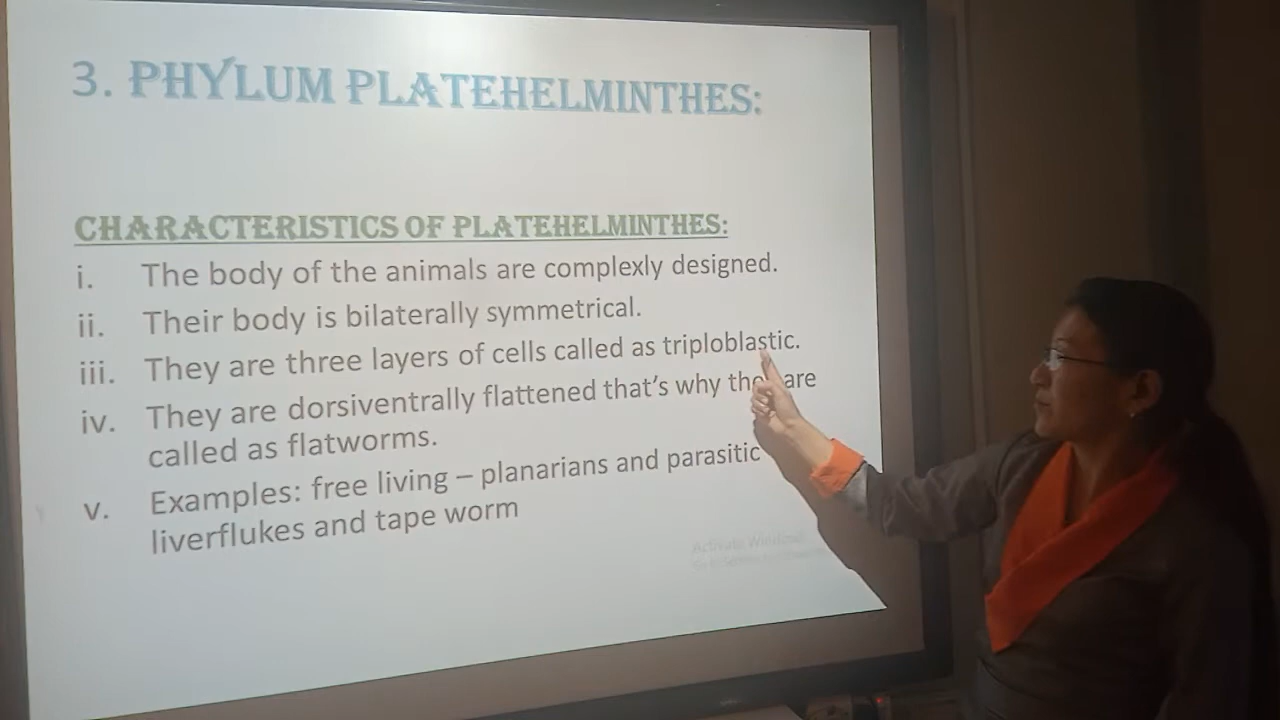 3. PHYLUM PLATEHELMINTHES:
CHARACTERISTICS OF PLATEHELMINTHES:
i. The body of the animals are complexly designed.
ii. Their body is bilaterally symmetrical.
iii. They are three layers of cells called as triploblastic.
iv. They are dorsiventrally flattened that's why they are
called as flatworms.
v. Examples: free living – planarians and parasitic
liverflukes and tape worm
Activate Windows